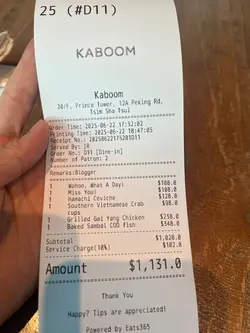 25 (#D11)
KABOOM
Kaboom
20/F, Prince Tower, 12A Peking Rd,
Tsim Sha Tsui
Order Time: 2025-06-22 17:52:02
Printing Time: 2025-06-22 18:47:05
Receipt No.: 20250622175201D11
Served By: IR
Order No.: D11 [Dine-in]
Number of Patron: 2
Remarks:Blogger
1 Wohoo, What A Day! $108.0
1 Miss You! $108.0
1 Hamachi Ceviche $128.0
1 Southern Vietnamese Crab $98.0
cups
1 Grilled Gai Yang Chicken $238.0
1 Baked Sambal COD fish $348.0
Subtotal $1,028.0
Service Charge(10%) $102.8
Amount $1,131.0
Thank You
Happy? Tips are appreciated!
Powered by Eats365